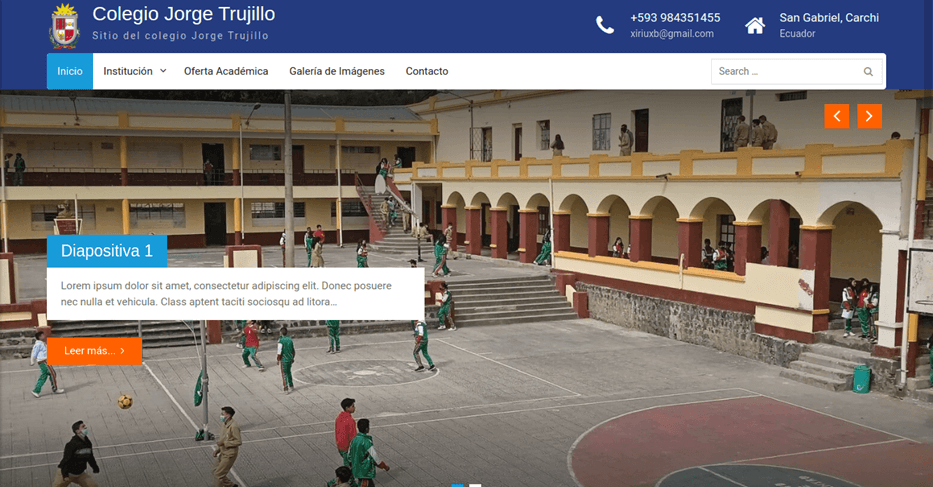 Colegio Jorge Trujillo
Sitio del colegio Jorge Trujillo
+593 984351455
xiriuxb@gmail.com
San Gabriel, Carchi
Ecuador
Inicio
Institución
Oferta Académica
Galería de Imágenes
Contacto
Search ...
Diapositiva 1
Lorem ipsum dolor sit amet, consectetur adipiscing elit. Donec posuere
nec nulla et vehicula. Class aptent taciti sociosqu ad litora...
Leer más...